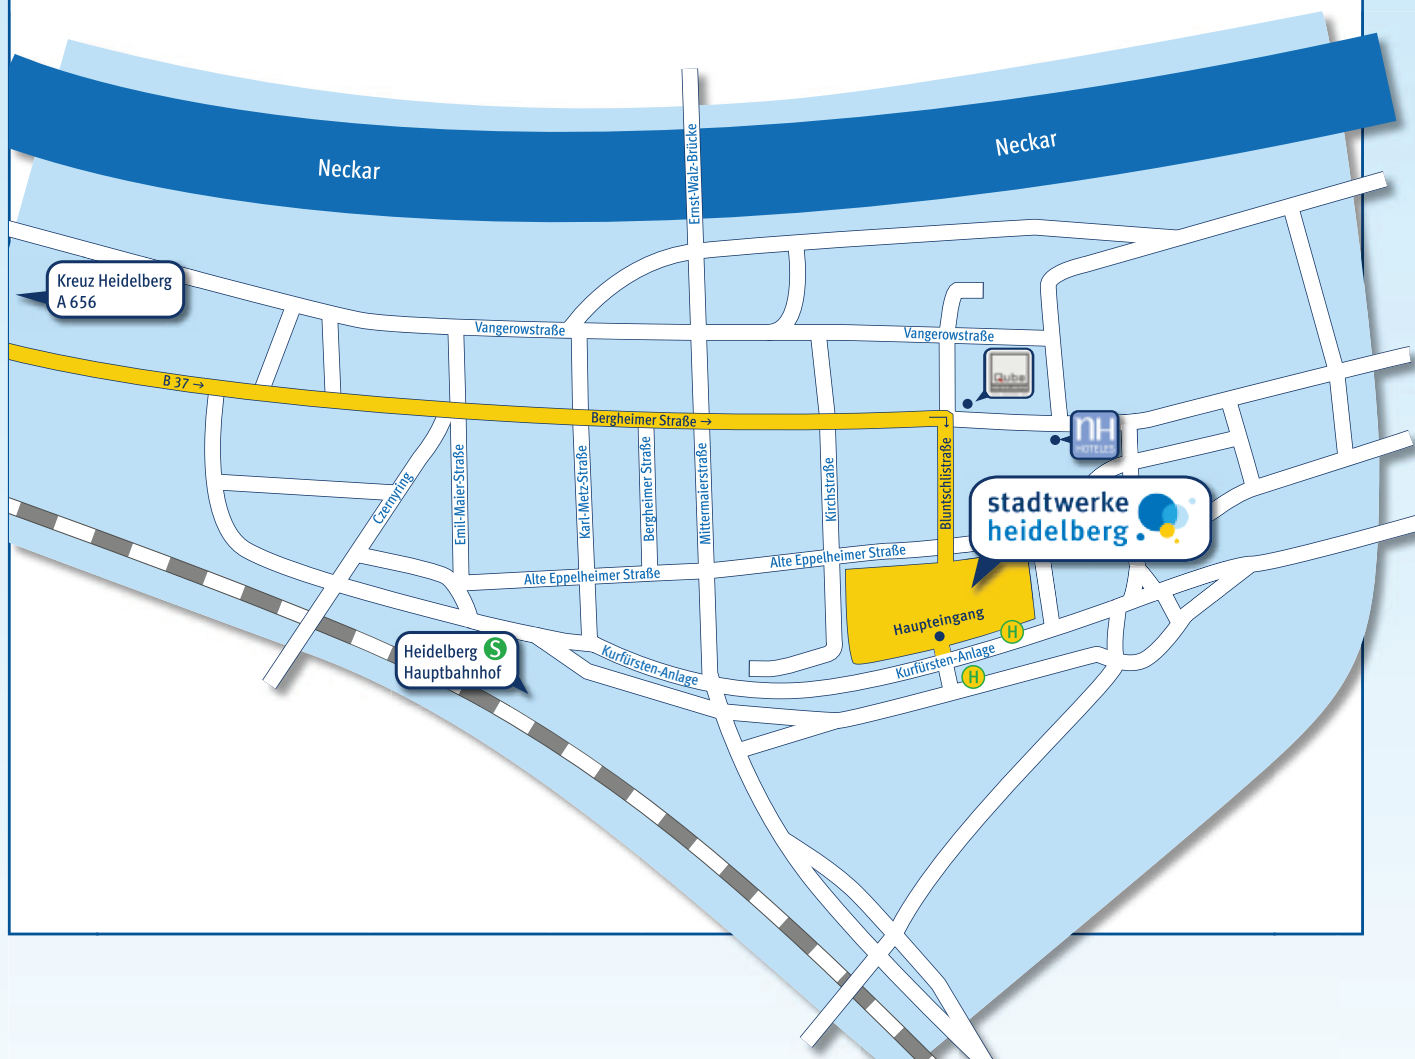 Neckar
Neckar
Ernst-Walz-Brücke
Kreuz Heidelberg
A 656
Vangerowstraße
Vangerowstraße
Qube
B 37 →
Bergheimer Straße →
nH
HOTELES
Czernyring
Emil-Maier-Straße
Karl-Metz-Straße
Bergheimer Straße
Mittermaierstraße
Kirchstraße
Bluntschlistraße
stadtwerke
heidelberg
Alte Eppelheimer Straße
Alte Eppelheimer Straße
Haupteingang
H
H
Heidelberg S
Hauptbahnhof
Kurfürsten-Anlage
Kurfürsten-Anlage